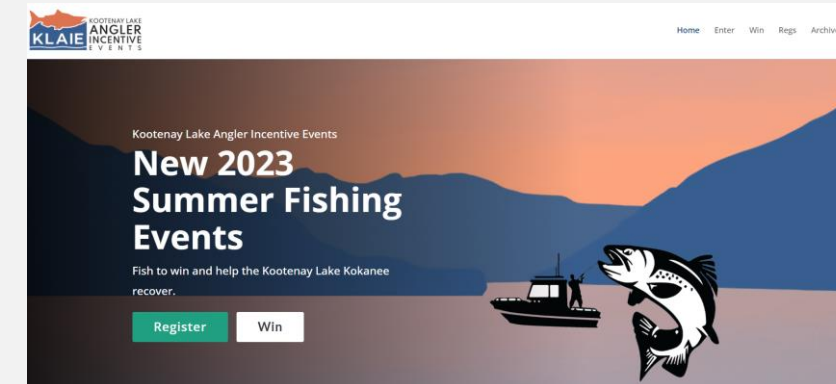 KOOTENAY LAKE
KLAIE ANGLER
INCENTIVE
EVENTS
Home Enter Win Regs Archive
Kootenay Lake Angler Incentive Events
New 2023
Summer Fishing
Events
Fish to win and help the Kootenay Lake Kokanee
recover.
Register Win